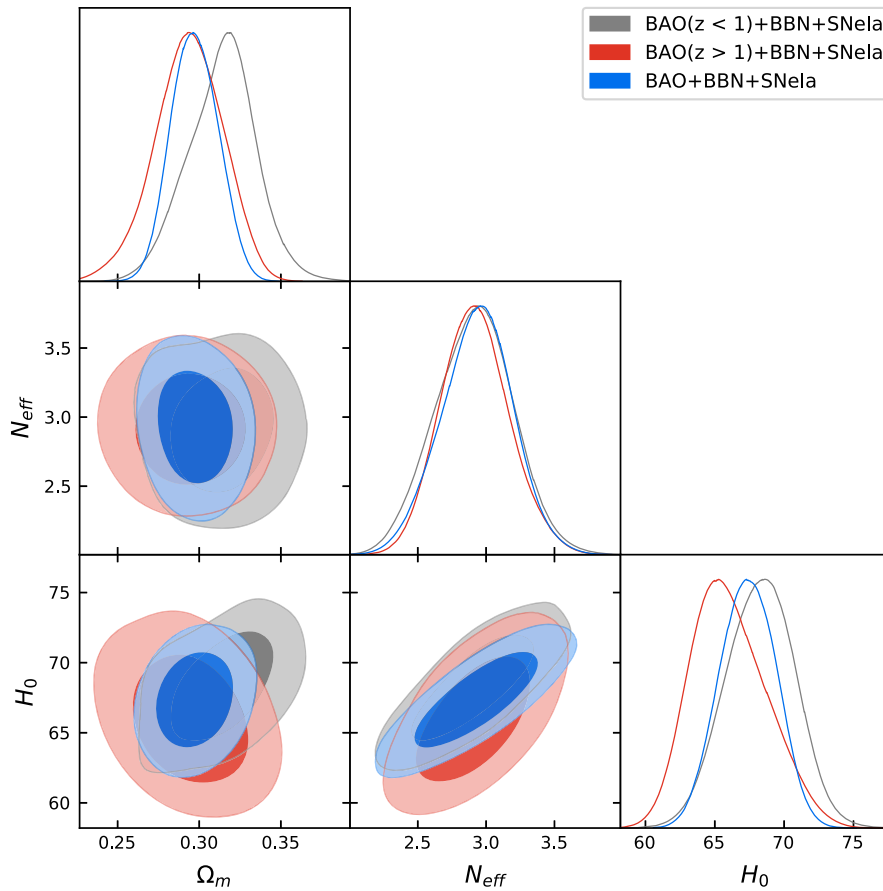 BAO(z < 1)+BBN+SNeIa
BAO(z > 1)+BBN+SNeIa
BAO+BBN+SNeIa
3.5
3.0
2.5
N_eff
75
70
65
60
H_0
0.25 0.30 0.35
2.5 3.0 3.5
60 65 70 75
Ω_m
N_eff
H_0